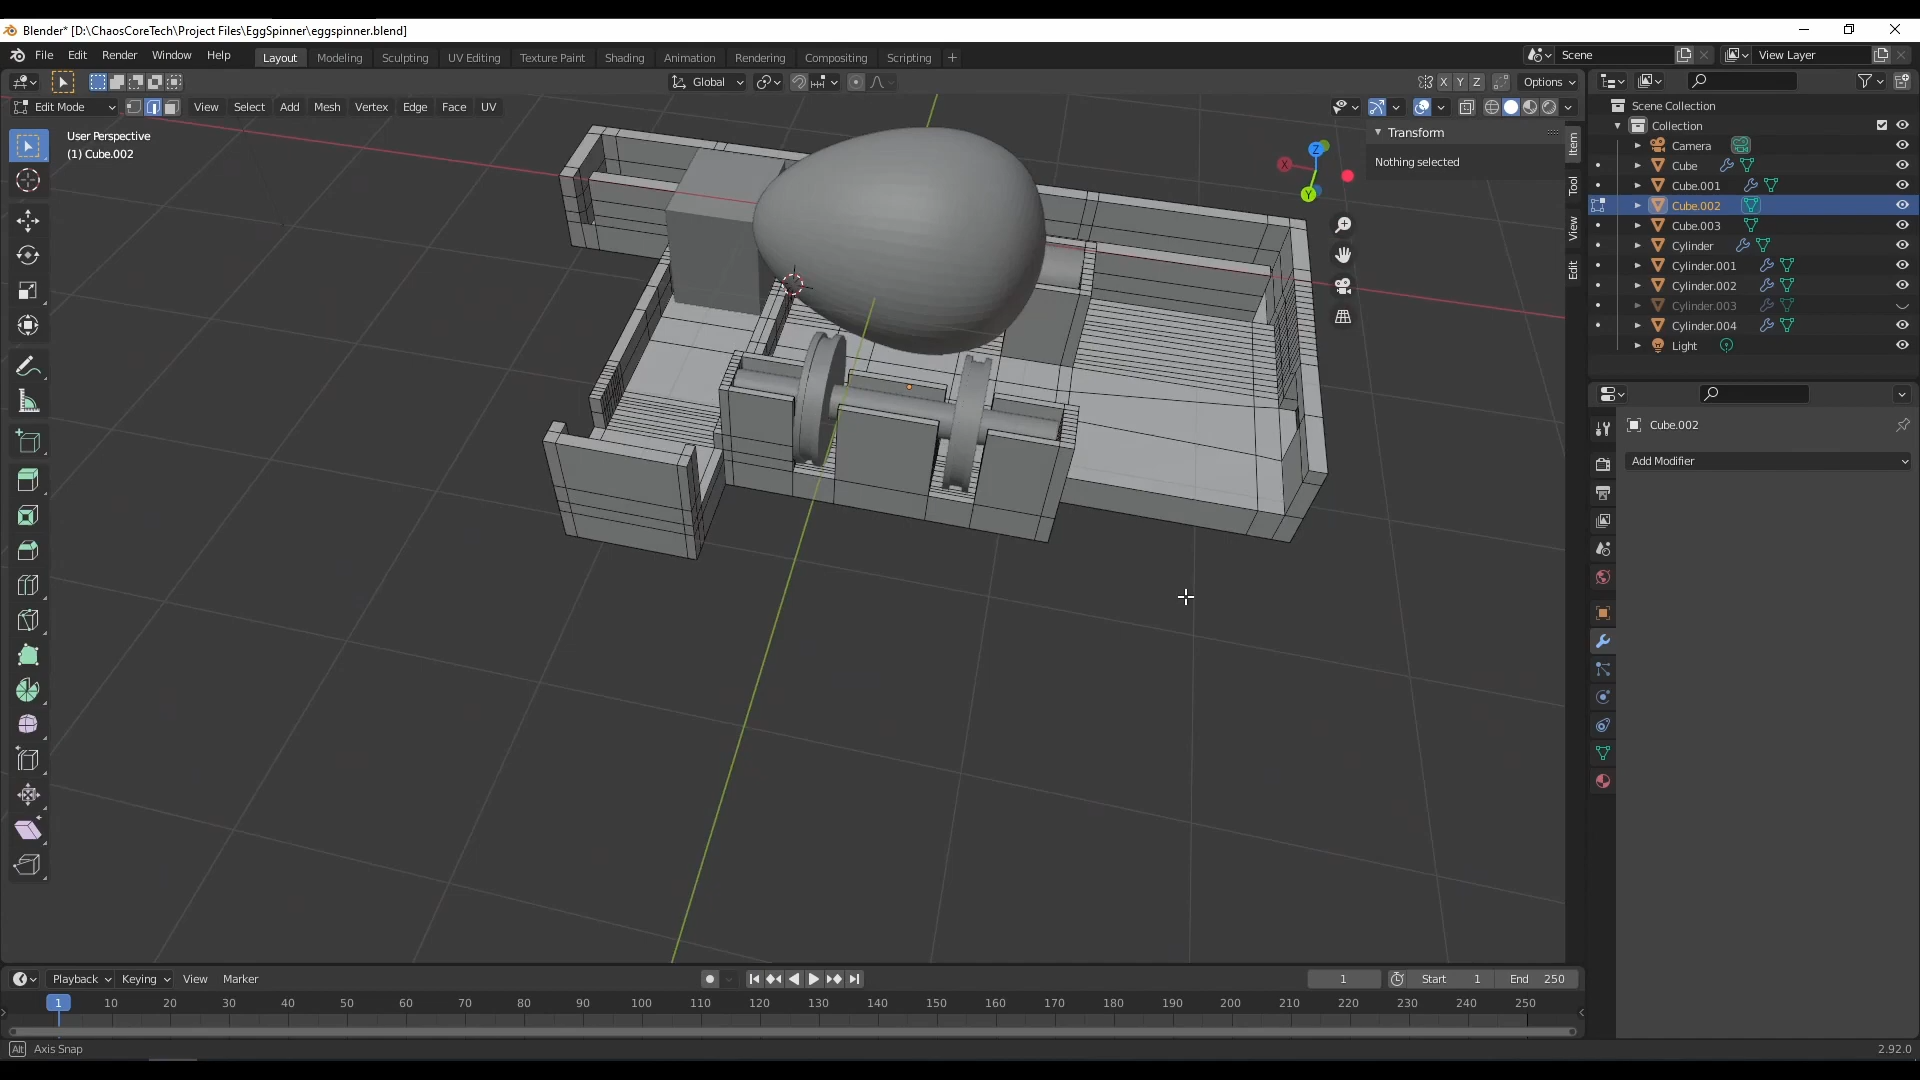 Blender* [D:\ChaosCoreTech\Project Files\EggSpinner\eggspinner.blend]
File Edit Render Window Help Layout Modeling Sculpting UV Editing Texture Paint Shading Animation Rendering Compositing Scripting + Scene View Layer
Global X Y Z Options
Edit Mode View Select Add Mesh Vertex Edge Face UV
User Perspective
(1) Cube.002
Transform
Nothing selected
Item
Tool
View
Edit
X
Z
Y
Scene Collection
Collection
Camera
Cube
Cube.001
Cube.002
Cube.003
Cylinder
Cylinder.001
Cylinder.002
Cylinder.003
Cylinder.004
Light
Cube.002
Add Modifier
Playback Keying View Marker 1 Start 1 End 250
1 10 20 30 40 50 60 70 80 90 100 110 120 130 140 150 160 170 180 190 200 210 220 230 240 250
Alt Axis Snap 2.92.0